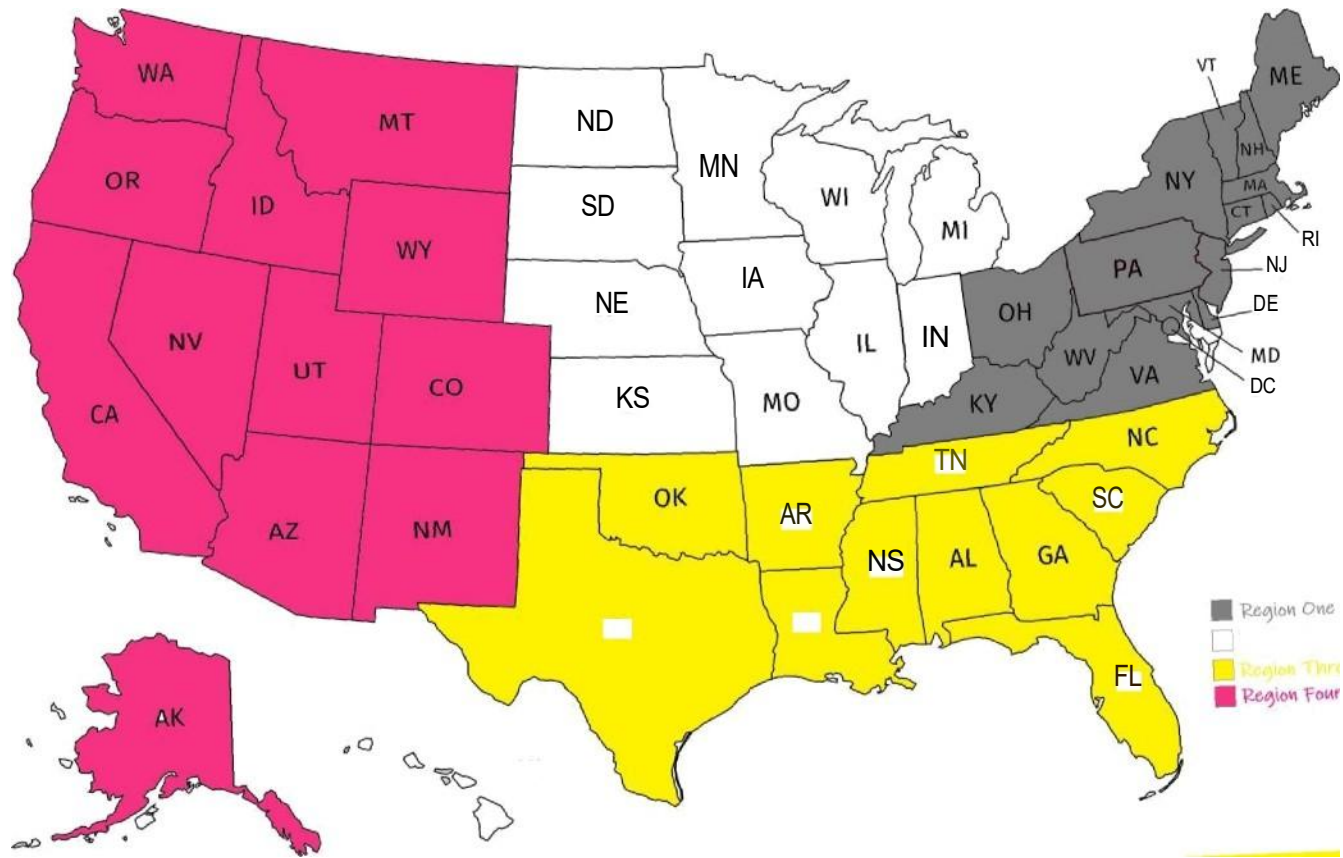 WA
MT
ND
MN
VT
ME
OR
ID
SD
WI
MI
NY
NH
MA
CT
RI
WY
NE
IA
PA
NJ
NV
UT
CO
IL
IN
OH
DE
WV
MD
VA
DC
CA
KS
MO
KY
NC
TN
AZ
NM
OK
AR
SC
NS
AL
GA
FL
AK
Region One
Region Thre
Region Four